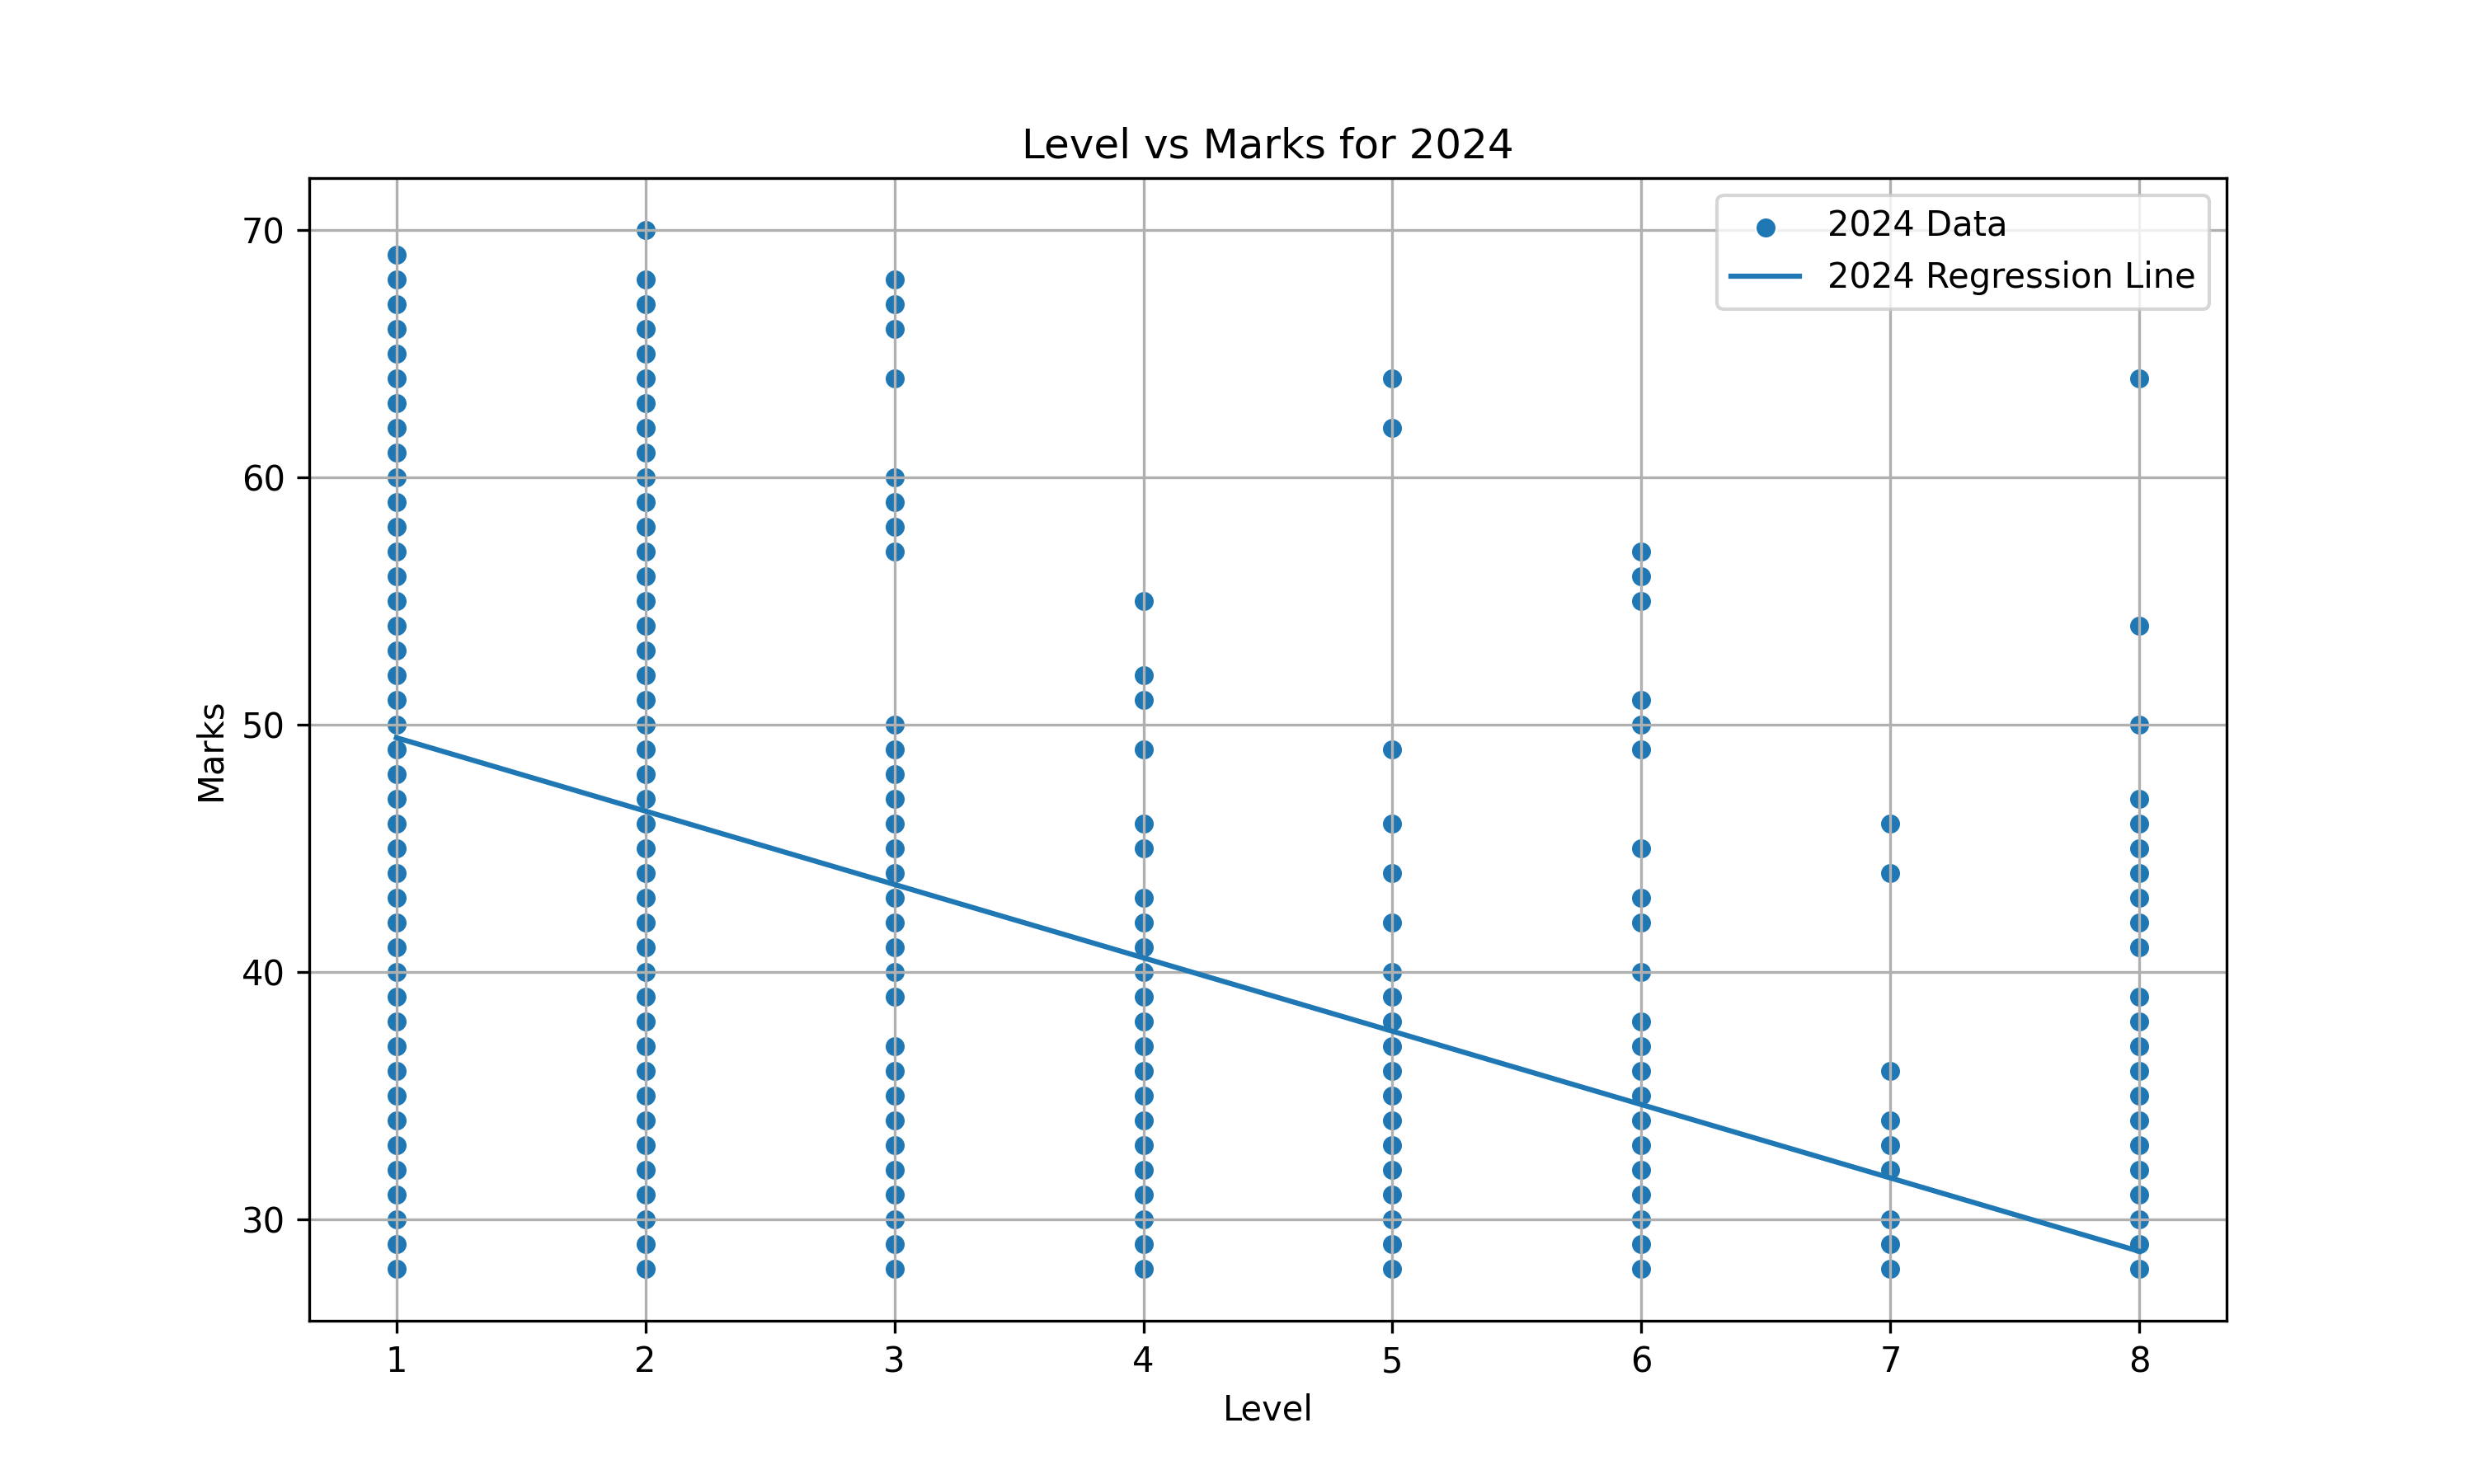 Level vs Marks for 2024
2024 Data
2024 Regression Line
Marks
70
60
50
40
30
1 2 3 4 5 6 7 8
Level